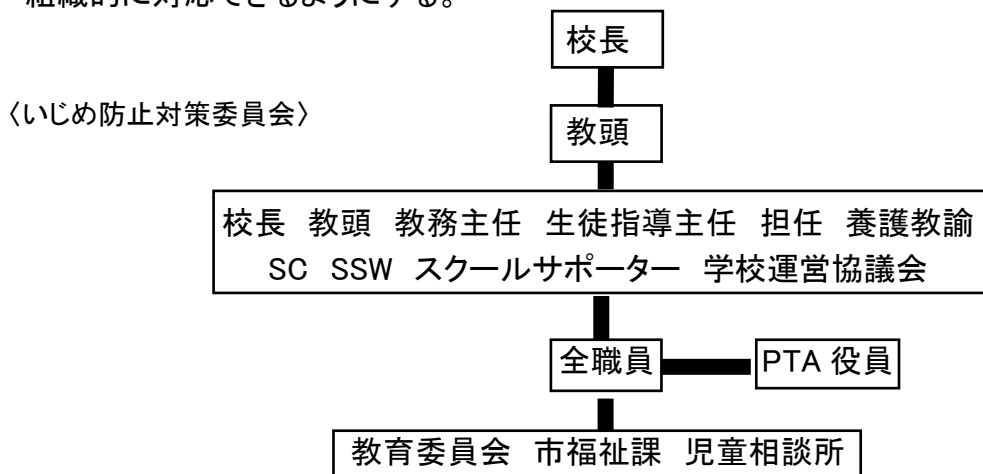 組織的に対応できるようにする。
校長
〈いじめ防止対策委員会〉
教頭
校長 教頭 教務主任 生徒指導主任 担任 養護教諭
SC SSW スクールサポーター 学校運営協議会
全職員
PTA 役員
教育委員会 市福祉課 児童相談所